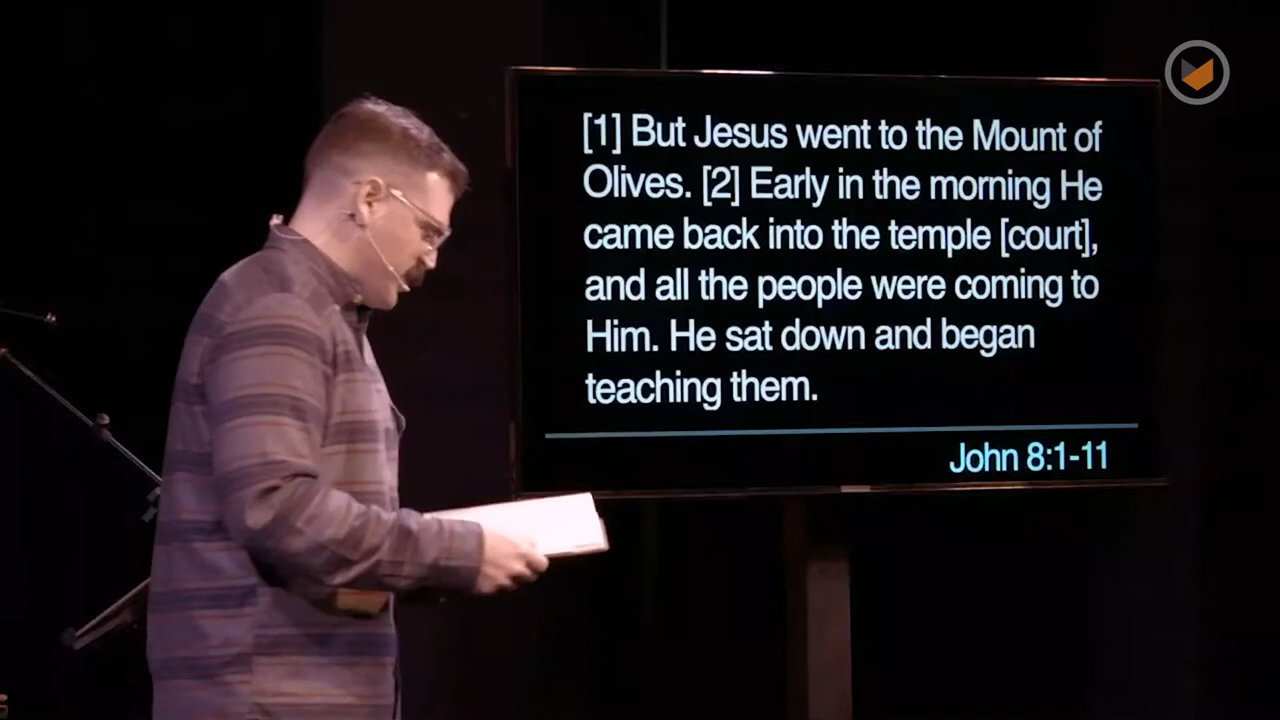 [1] But Jesus went to the Mount of
Olives. [2] Early in the morning He
came back into the temple [court],
and all the people were coming to
Him. He sat down and began
teaching them.
John 8:1-11